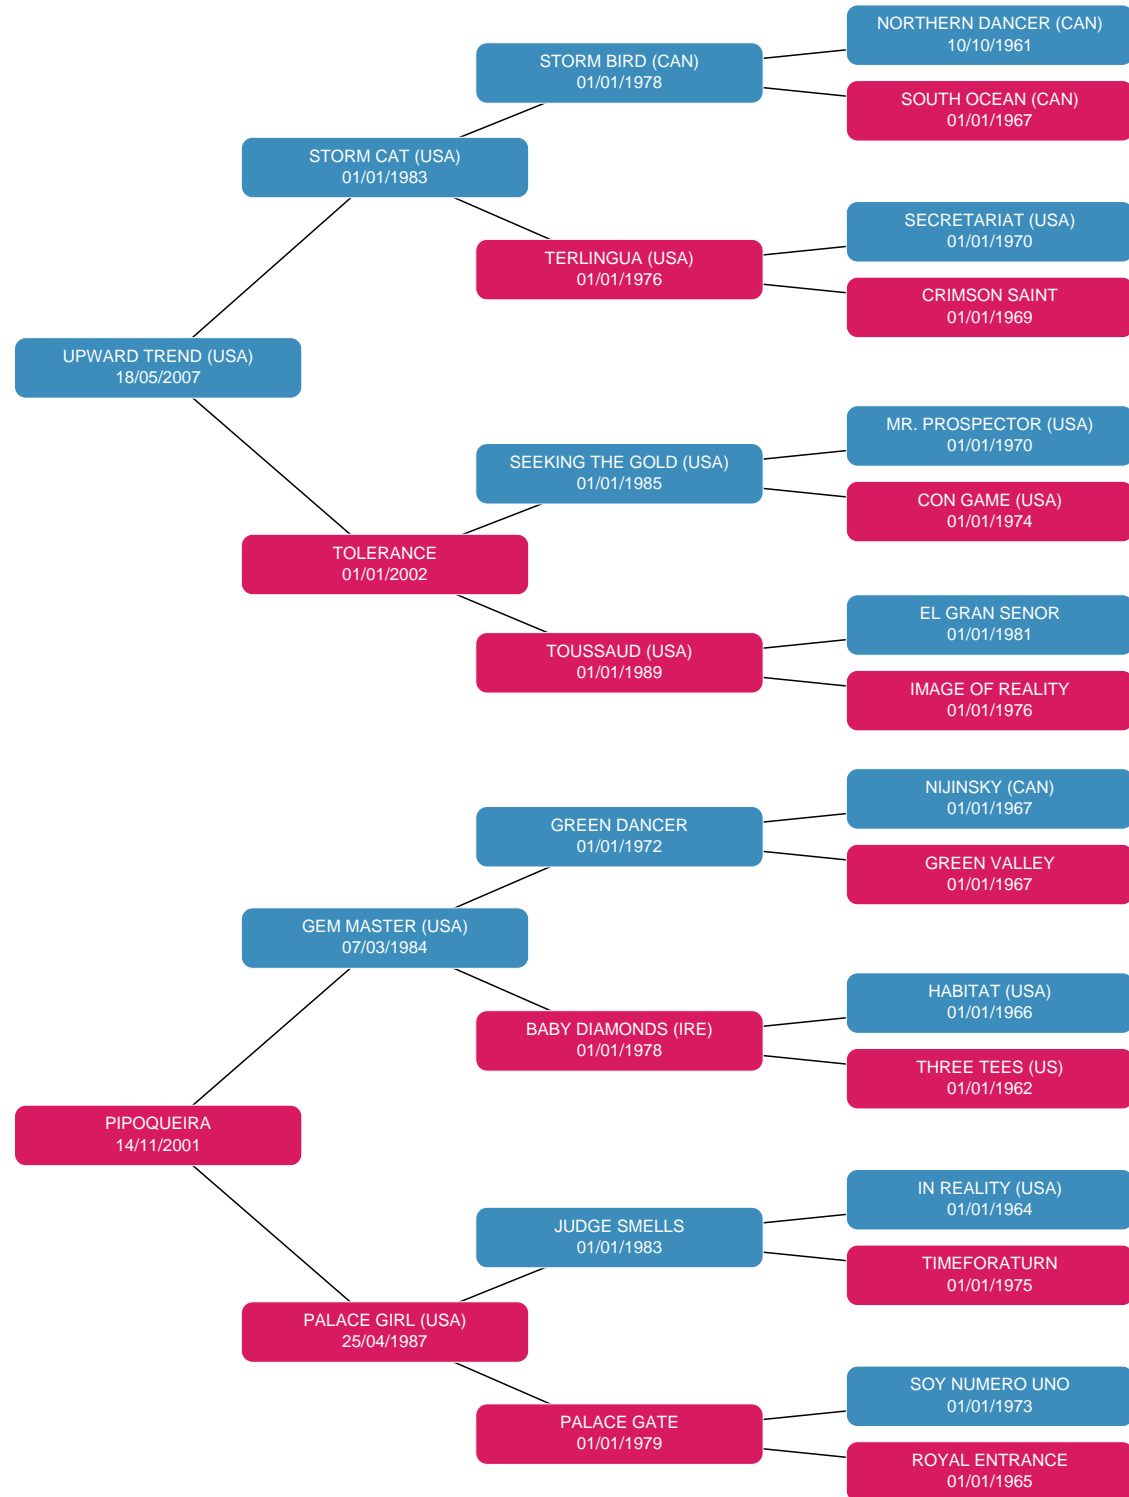 NORTHERN DANCER (CAN)
10/10/1961
STORM BIRD (CAN)
01/01/1978
SOUTH OCEAN (CAN)
01/01/1967
STORM CAT (USA)
01/01/1983
SECRETARIAT (USA)
01/01/1970
TERLINGUA (USA)
01/01/1976
CRIMSON SAINT
01/01/1969
UPWARD TREND (USA)
18/05/2007
MR. PROSPECTOR (USA)
01/01/1970
SEEKING THE GOLD (USA)
01/01/1985
CON GAME (USA)
01/01/1974
TOLERANCE
01/01/2002
EL GRAN SENOR
01/01/1981
TOUSSAUD (USA)
01/01/1989
IMAGE OF REALITY
01/01/1976
NIJINSKY (CAN)
01/01/1967
GREEN DANCER
01/01/1972
GREEN VALLEY
01/01/1967
GEM MASTER (USA)
07/03/1984
HABITAT (USA)
01/01/1966
BABY DIAMONDS (IRE)
01/01/1978
THREE TEES (US)
01/01/1962
PIPOQUEIRA
14/11/2001
IN REALITY (USA)
01/01/1964
JUDGE SMELLS
01/01/1983
TIMEFORATURN
01/01/1975
PALACE GIRL (USA)
25/04/1987
SOY NUMERO UNO
01/01/1973
PALACE GATE
01/01/1979
ROYAL ENTRANCE
01/01/1965